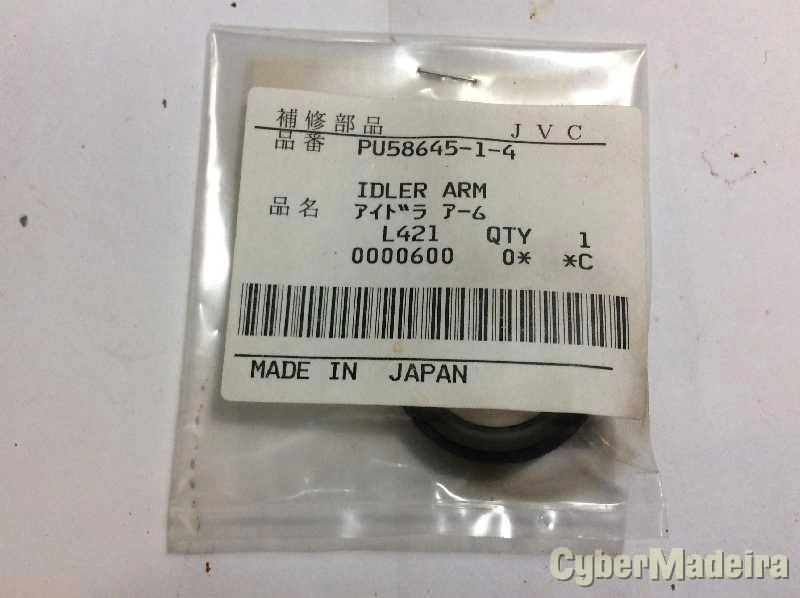 補修部品 JVC
品番 PU58645-1-4
IDLER ARM
品名 アイドラ アーム
L421 QTY 1
0000600 0* *C
MADE IN JAPAN
CyberMadeira